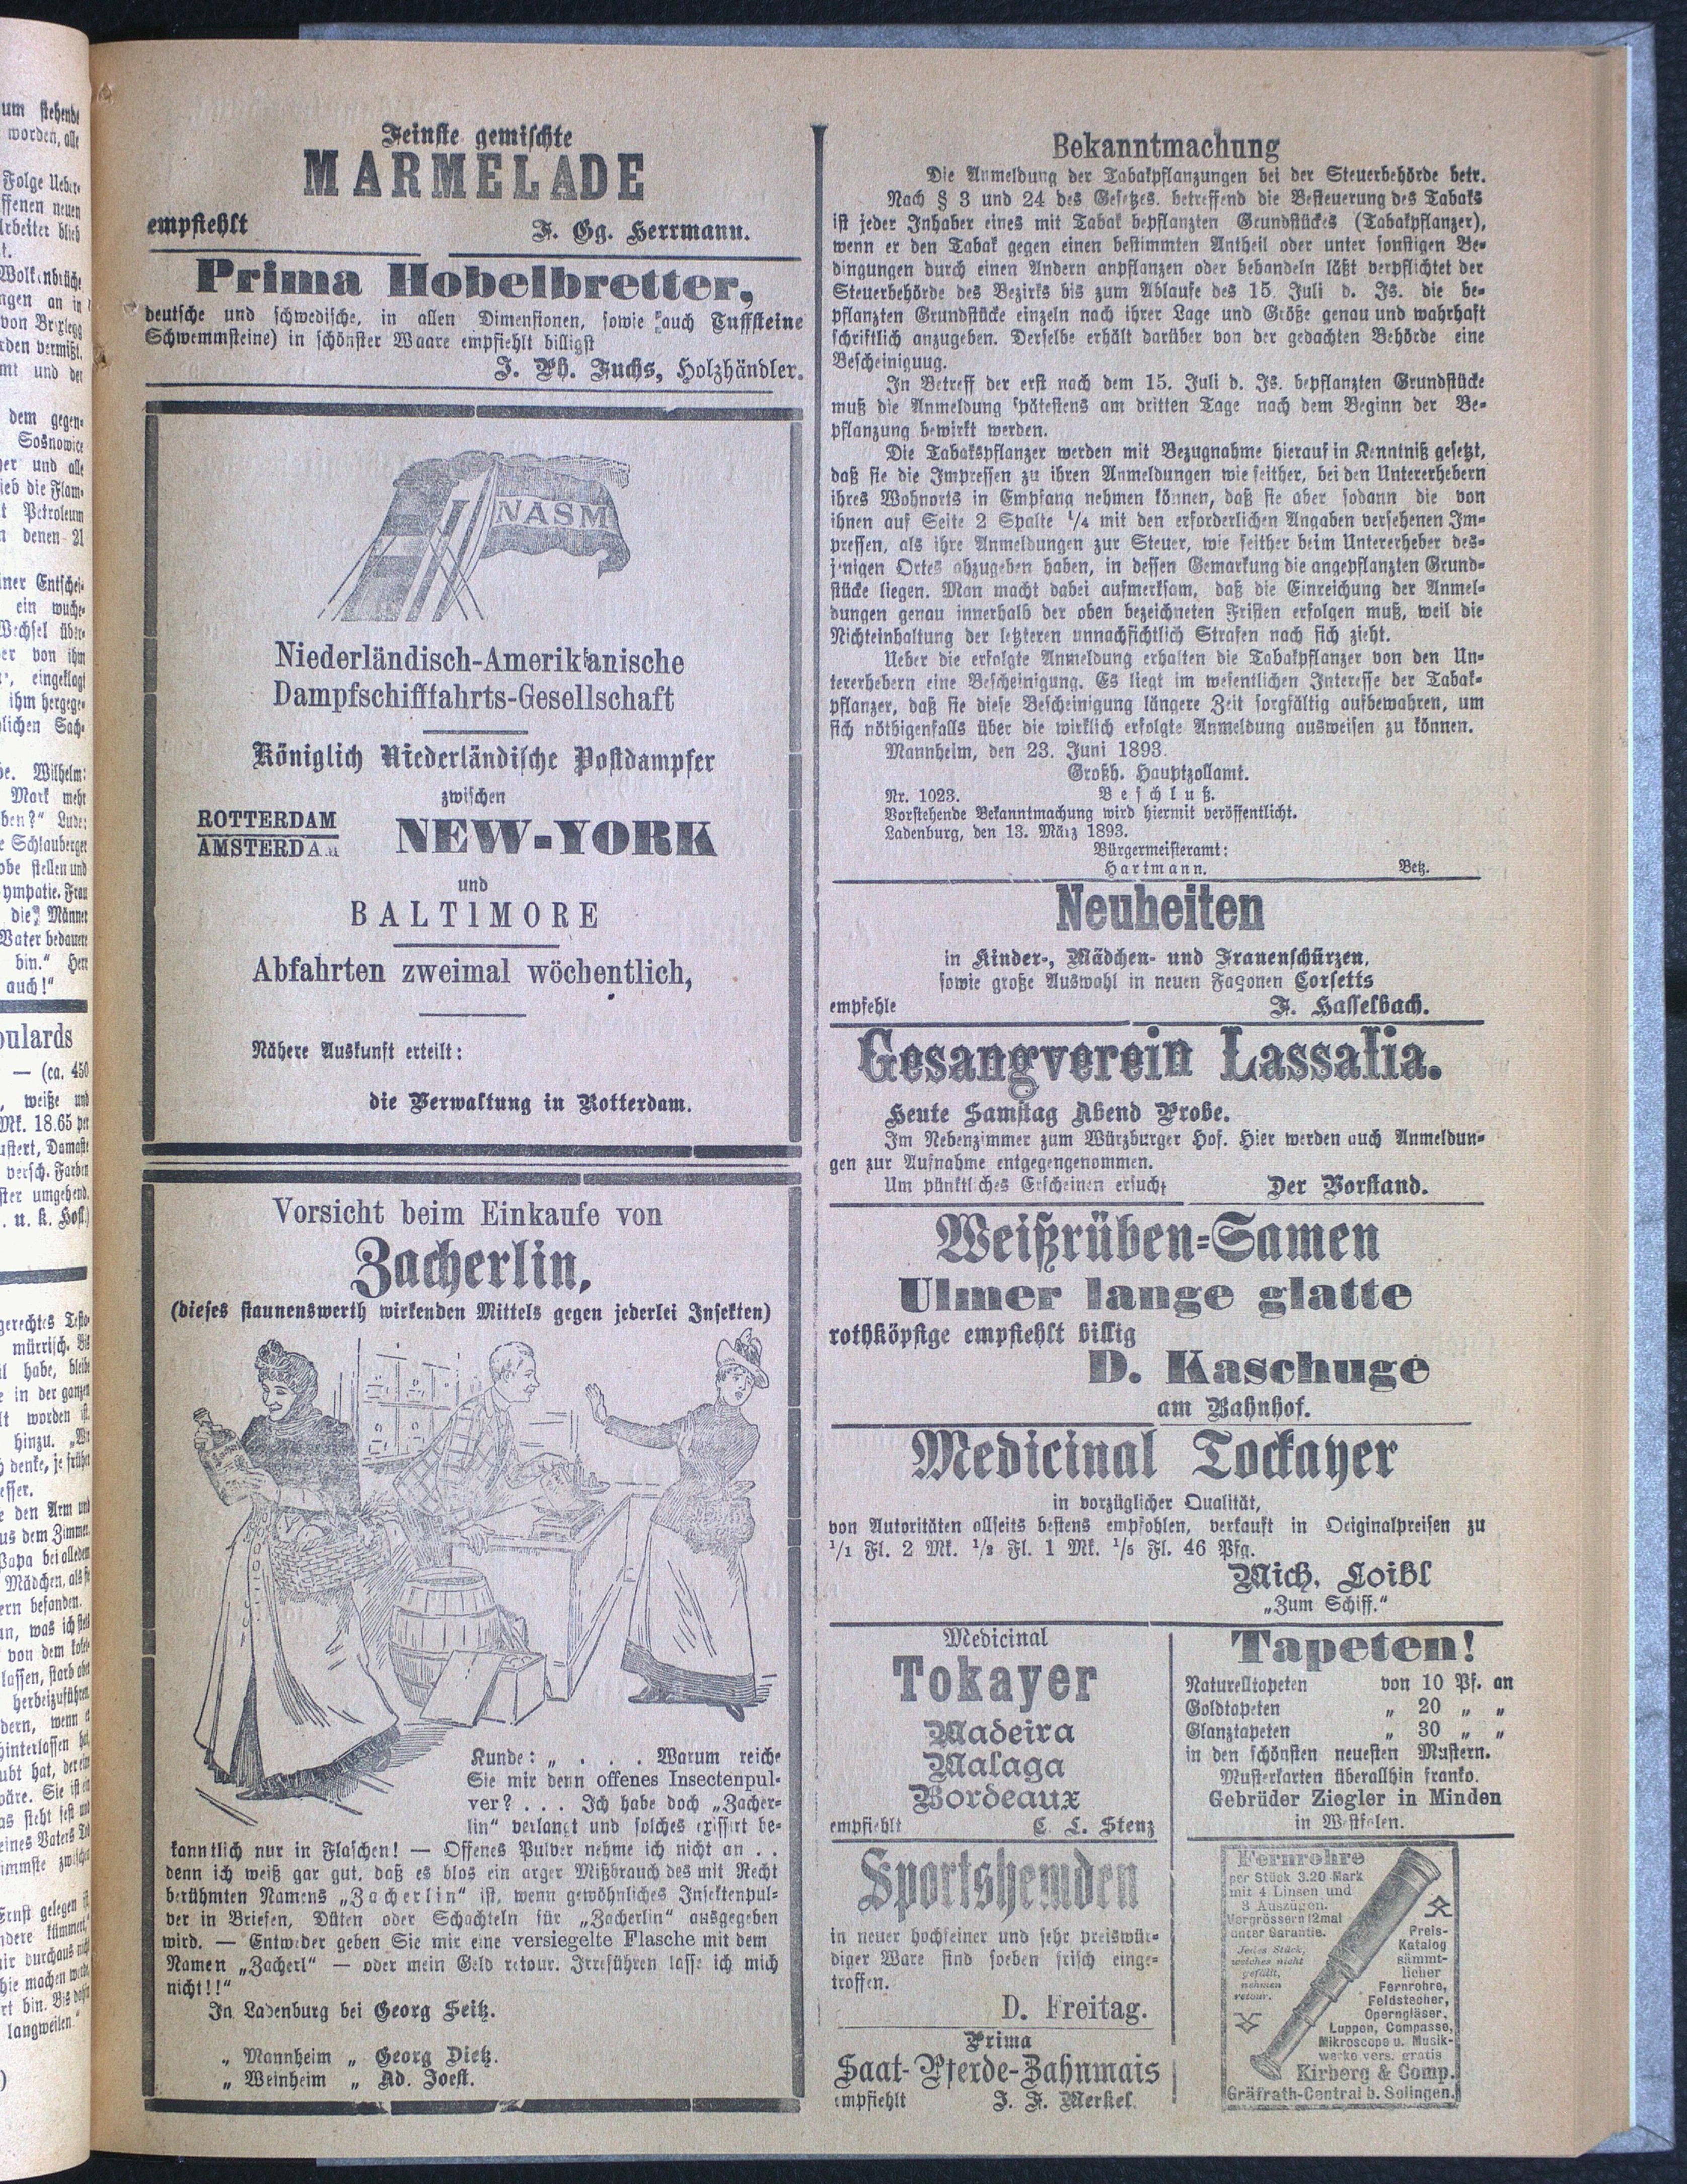 Feinste gemischte
MARMELADE
empfiehlt F. Gg. Herrmann.
Prima Hobelbretter,
deutsche und schwedische, in allen Dimensionen, sowie auch Tuffsteine
Schwemmsteine) in schönster Waare empfiehlt billigst
J. Ph. Fuchs, Holzhändler.
NASM
Niederländisch-Amerikanische
Dampfschifffahrts-Gesellschaft
Königlich Niederländische Postdampfer
zwischen
ROTTERDAM
AMSTERDAM
NEW-YORK
und
BALTIMORE
Abfahrten zweimal wöchentlich,
Nähere Auskunft erteilt:
die Verwaltung in Rotterdam.
Vorsicht beim Einkaufe von
Zacherlin,
(dieses staunenswerth wirkenden Mittels gegen jederlei Insekten)
Kunde: „ . . . Warum reiche
Sie mir denn offenes Insectenpul-
ver? . . . Ich habe doch „Zacher-
lin“ verlangt und solches existirt be-
kanntlich nur in Flaschen! — Offenes Pulver nehme ich nicht an . .
denn ich weiß gar gut, daß es blos ein arger Mißbrauch des mit Recht
berühmten Namens „Zacherlin“ ist, wenn gewöhnliches Insektenpul-
ver in Briefen, Düten oder Schachteln für „Zacherlin“ ausgegeben
wird. — Entweder geben Sie mir eine versiegelte Flasche mit dem
Namen „Zacherl“ — oder mein Geld retour. Irreführen lasse ich mich
nicht!!“
In Ladenburg bei Georg Seitz.
„ Mannheim „ Georg Dietz.
„ Weinheim „ Ad. Joest.
Bekanntmachung
Die Anmeldung der Tabakpflanzungen bei der Steuerbehörde betr.
Nach § 3 und 24 des Gesetzes. betreffend die Besteuerung des Tabaks
ist jeder Inhaber eines mit Tabak bepflanzten Grundstückes (Tabakpflanzer),
wenn er den Tabak gegen einen bestimmten Antheil oder unter sonstigen Be-
dingungen durch einen Andern anpflanzen oder behandeln läßt verpflichtet der
Steuerbehörde des Bezirks bis zum Ablaufe des 15. Juli d. Js. die be-
pflanzten Grundstücke einzeln nach ihrer Lage und Größe genau und wahrhaft
schriftlich anzugeben. Derselbe erhält darüber von der gedachten Behörde eine
Bescheinigung.
In Betreff der erst nach dem 15. Juli d. Js. bepflanzten Grundstücke
muß die Anmeldung spätestens am dritten Tage nach dem Beginn der Be-
pflanzung bewirkt werden.
Die Tabakspflanzer werden mit Bezugnahme hierauf in Kenntniß gesetzt,
daß sie die Impressen zu ihren Anmeldungen wie seither, bei den Untererhebern
ihres Wohnorts in Empfang nehmen können, daß sie aber sodann die von
ihnen auf Seite 2 Spalte ¼ mit den erforderlichen Angaben versehenen Im-
pressen, als ihre Anmeldungen zur Steuer, wie seither beim Untererheber des-
jenigen Ortes abzugeben haben, in dessen Gemarkung die angepflanzten Grund-
stücke liegen. Man macht dabei aufmerksam, daß die Einreichung der Anmel-
dungen genau innerhalb der oben bezeichneten Fristen erfolgen muß, weil die
Nichteinhaltung der letzteren unnachsichtlich Strafen nach sich zieht.
Ueber die erfolgte Anmeldung erhalten die Tabakpflanzer von den Un-
tererhebern eine Bescheinigung. Es liegt im wesentlichen Interesse der Tabak-
pflanzer, daß sie diese Bescheinigung längere Zeit sorgfältig aufbewahren, um
sich nöthigenfalls über die wirklich erfolgte Anmeldung ausweisen zu können.
Mannheim, den 23. Juni 1893.
Großh. Hauptzollamt.
Nr. 1023. Beschluß.
Vorstehende Bekanntmachung wird hiermit veröffentlicht.
Ladenburg, den 13. März 1893.
Bürgermeisteramt:
Hartmann. Betz.
Neuheiten
in Kinder-, Mädchen- und Frauenschürzen,
sowie große Auswahl in neuen Façonen Corsetts
empfehle F. Hasselbach.
Gesangverein Lassalia.
Heute Samstag Abend Probe.
Im Nebenzimmer zum Würzburger Hof. Hier werden auch Anmeldun-
gen zur Aufnahme entgegengenommen.
Um pünktliches Erscheinen ersucht Der Vorstand.
Weißrüben-Samen
Ulmer lange glatte
rothköpfige empfiehlt billig
D. Kaschuge
am Bahnhof.
Medicinal Tockayer
in vorzüglicher Qualität,
von Autoritäten allseits bestens empfohlen, verkauft in Originalpreisen zu
1/1 Fl. 2 Mk. 1/2 Fl. 1 Mk. 1/5 Fl. 46 Pfg.
Mich. Loibl
„Zum Schiff.“
Medicinal
Tokayer
Madeira
Malaga
Bordeaux
empfiehlt C. L. Stenz
Sportshemden
in neuer hochfeiner und sehr preiswür-
diger Ware sind soeben frisch einge-
troffen.
D. Freitag.
Prima
Saat-Pferde-Zahnmais
empfiehlt J. F. Merkel.
Tapeten!
Naturelltapeten von 10 Pf. an
Goldtapeten „ 20 „ „
Glanztapeten „ 30 „ „
in den schönsten neuesten Mustern.
Musterkarten überallhin franko.
Gebrüder Ziegler in Minden
in Westfalen.
Fernrohre
per Stück 3.20 Mark
mit 4 Linsen und
3 Auszügen.
Vergrössern 12mal
unter Garantie.
Jedes Stück,
welches nicht
gefällt,
nehmen
retour.
Preis-
Katalog
sämmt-
licher
Fernrohre,
Feldstecher,
Operngläser,
Luppen, Compasse,
Mikroscope u. Musik-
werke vers. gratis
Kirberg & Comp.
Gräfrath-Central b. Solingen.